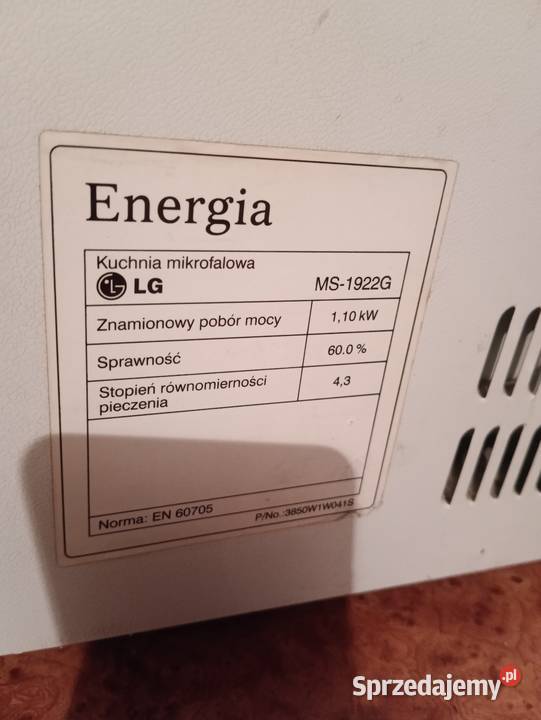 Energia
Kuchnia mikrofalowa
LG MS-1922G
Znamionowy pobór mocy 1,10 kW
Sprawność 60.0 %
Stopień równomierności
pieczenia 4,3
Norma: EN 60705 P/No.:3850W1W041S
Sprzedajemy.pl